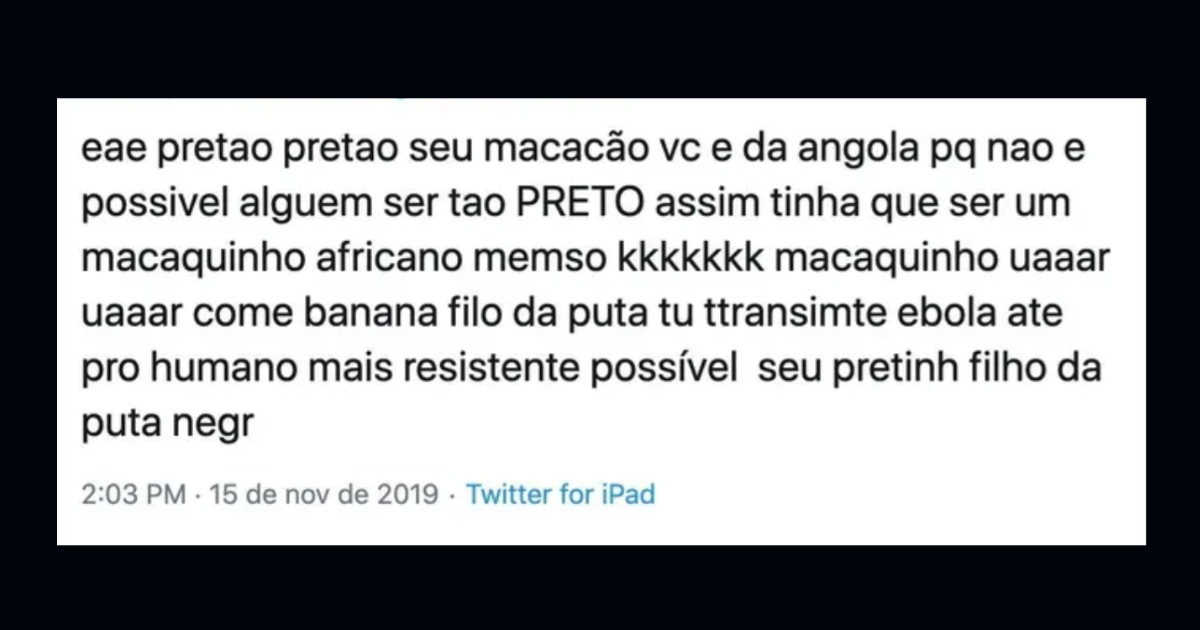 eae pretao pretao seu macacão vc e da angola pq nao e
possivel alguem ser tao PRETO assim tinha que ser um
macaquinho africano memso kkkkkkk macaquinho uaaar
uaaar come banana filo da puta tu ttransimte ebola ate
pro humano mais resistente possível  seu pretinh filho da
puta negr
2:03 PM · 15 de nov de 2019 · Twitter for iPad